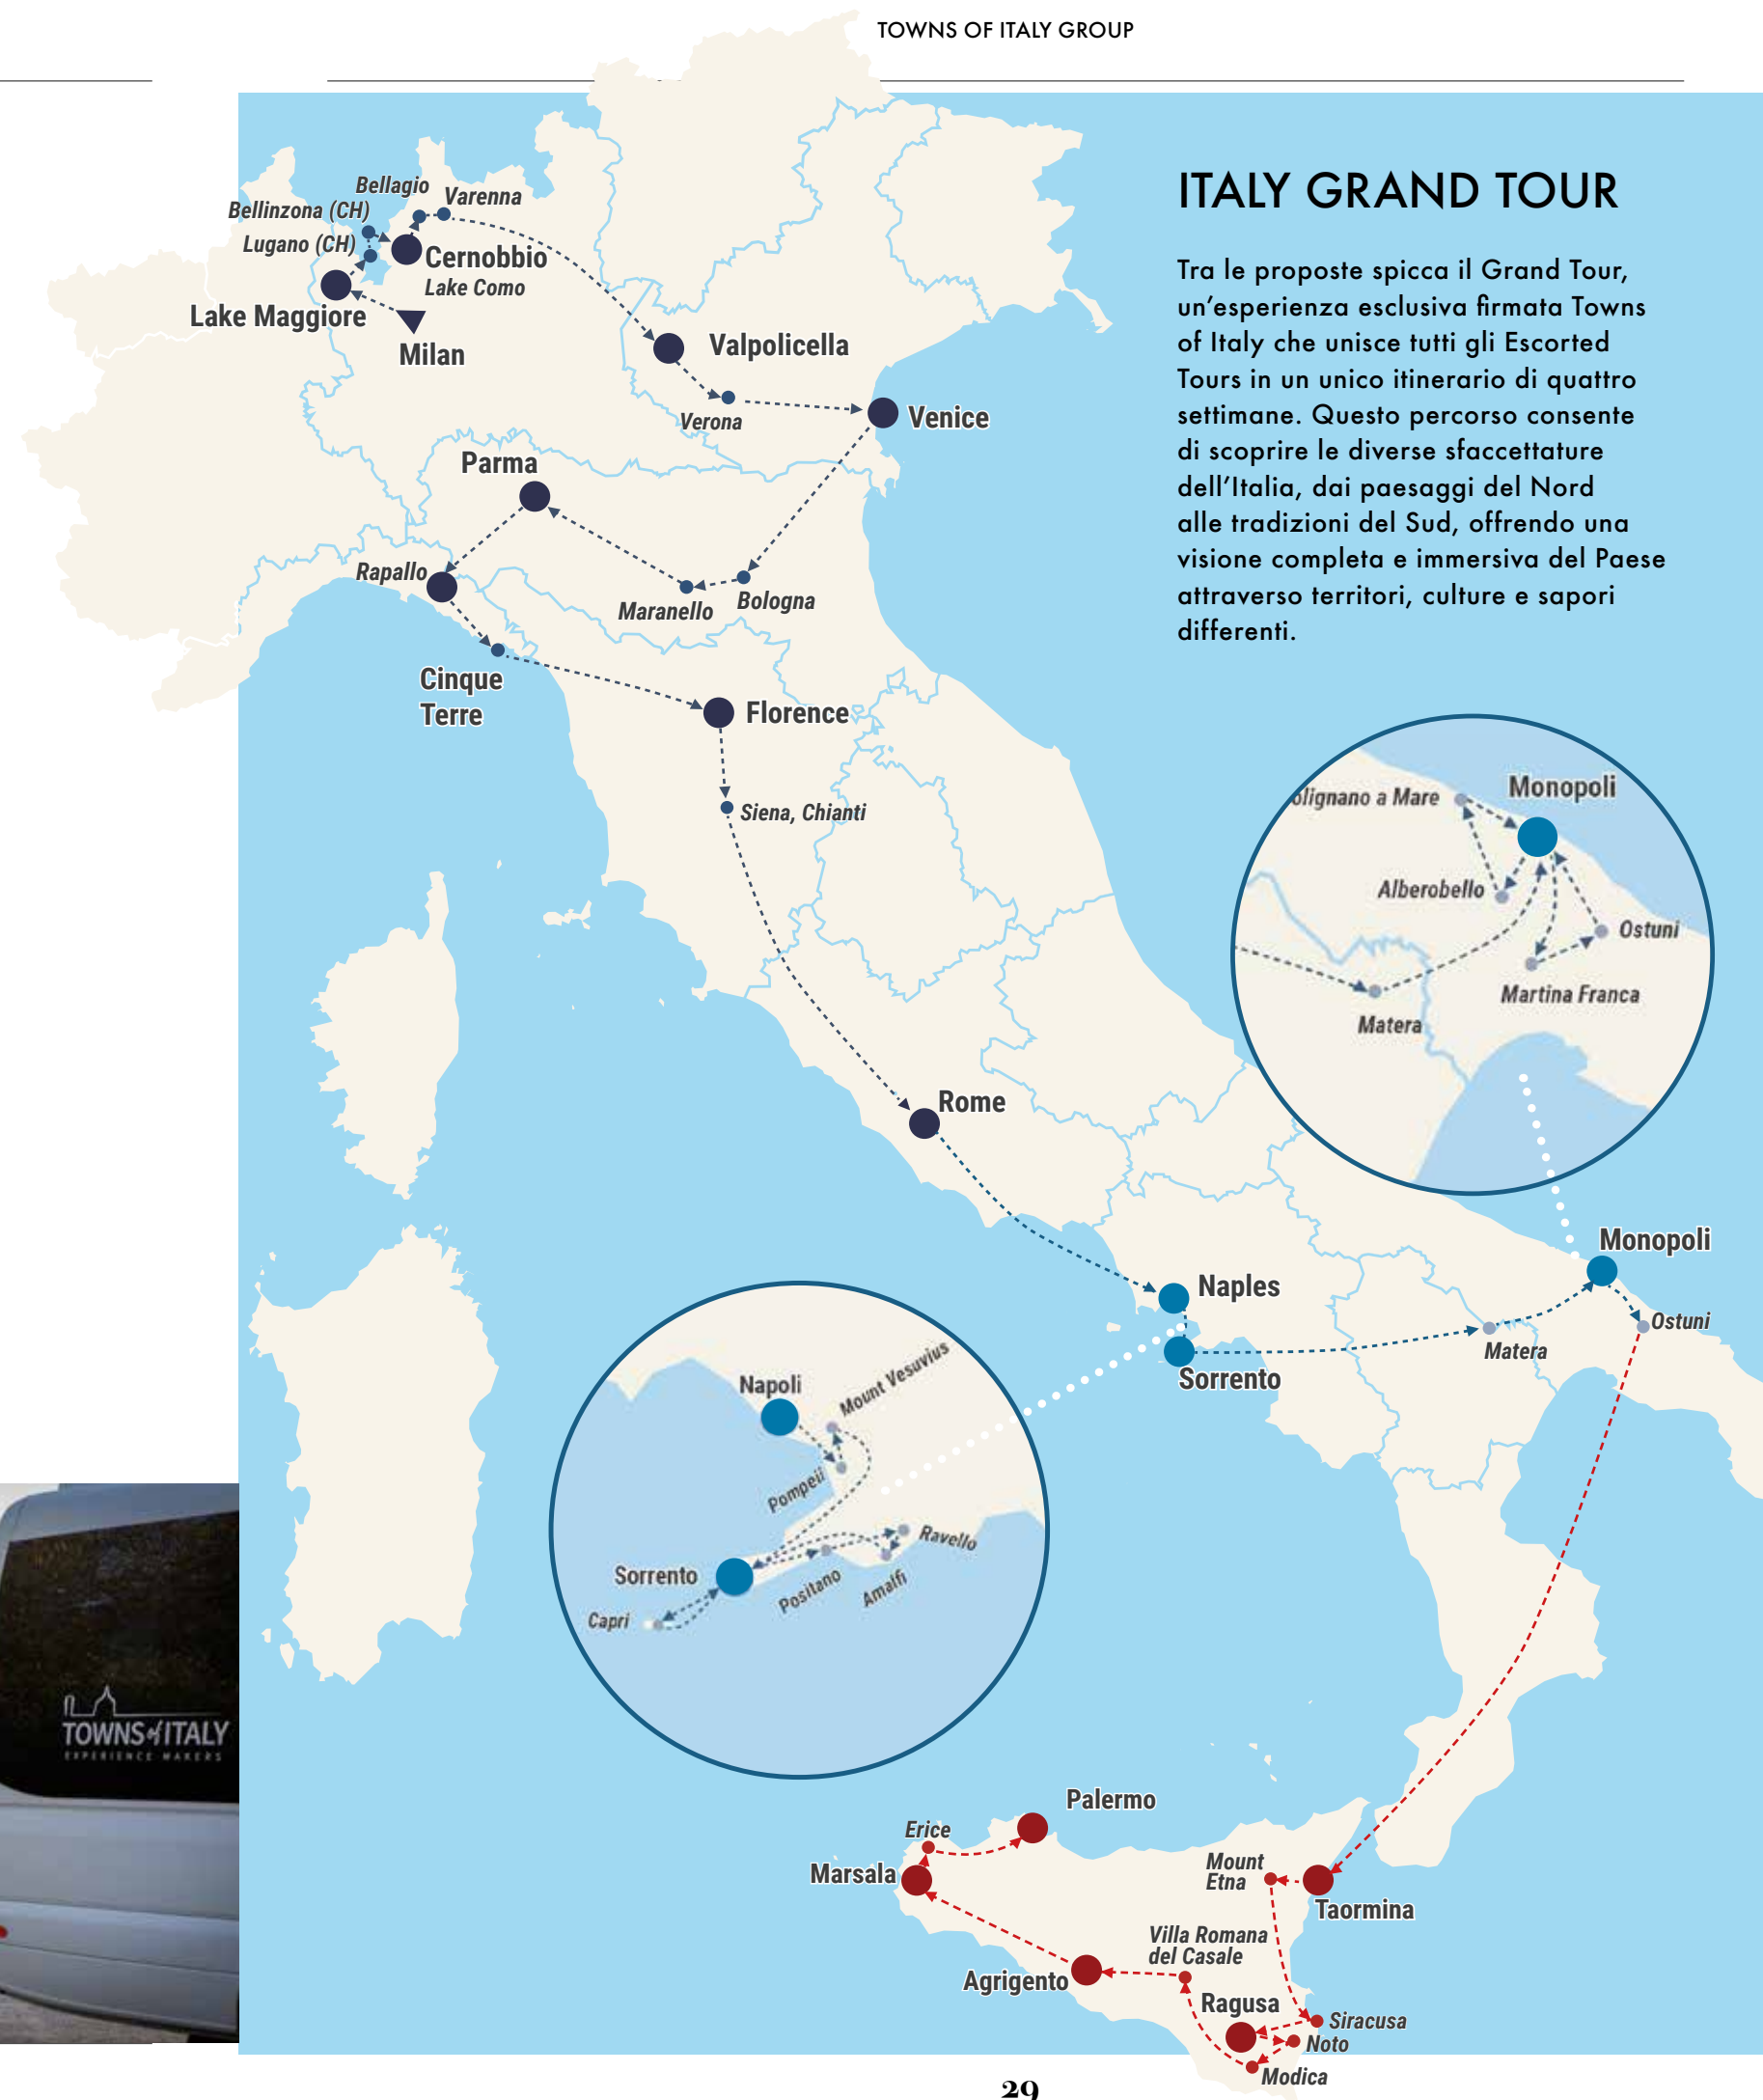 TOWNS OF ITALY GROUP
ITALY GRAND TOUR
Tra le proposte spicca il Grand Tour,
un’esperienza esclusiva firmata Towns
of Italy che unisce tutti gli Escorted
Tours in un unico itinerario di quattro
settimane. Questo percorso consente
di scoprire le diverse sfaccettature
dell’Italia, dai paesaggi del Nord
alle tradizioni del Sud, offrendo una
visione completa e immersiva del Paese
attraverso territori, culture e sapori
differenti.
Bellagio
Varenna
Bellinzona (CH)
Lugano (CH)
Cernobbio
Lake Como
Lake Maggiore
Milan
Valpolicella
Verona
Venice
Parma
Rapallo
Maranello
Bologna
Cinque
Terre
Florence
Siena, Chianti
Rome
olignano a Mare
Monopoli
Alberobello
Ostuni
Martina Franca
Matera
Monopoli
Naples
Ostuni
Matera
Sorrento
Napoli
Mount Vesuvius
Pompeii
Ravello
Sorrento
Positano
Amalfi
Capri
TOWNS of ITALY
EXPERIENCE MAKERS
Palermo
Erice
Marsala
Mount
Etna
Taormina
Villa Romana
del Casale
Agrigento
Ragusa
Siracusa
Noto
Modica
29